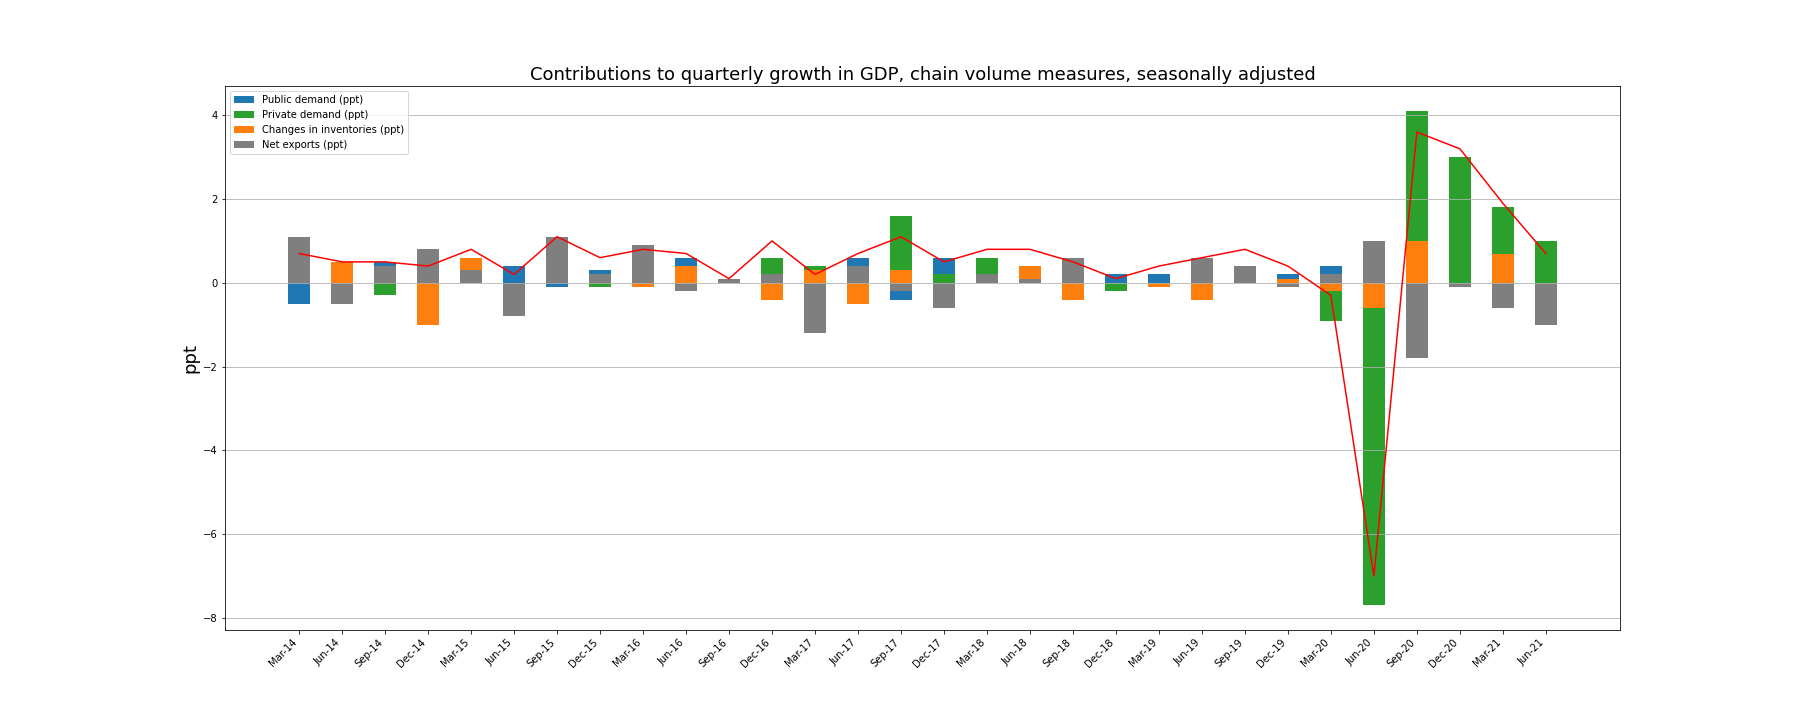 Contributions to quarterly growth in GDP, chain volume measures, seasonally adjusted
Public demand (ppt)
Private demand (ppt)
Changes in inventories (ppt)
Net exports (ppt)
ppt
4
2
0
−2
−4
−6
−8
Mar-14
Jun-14
Sep-14
Dec-14
Mar-15
Jun-15
Sep-15
Dec-15
Mar-16
Jun-16
Sep-16
Dec-16
Mar-17
Jun-17
Sep-17
Dec-17
Mar-18
Jun-18
Sep-18
Dec-18
Mar-19
Jun-19
Sep-19
Dec-19
Mar-20
Jun-20
Sep-20
Dec-20
Mar-21
Jun-21